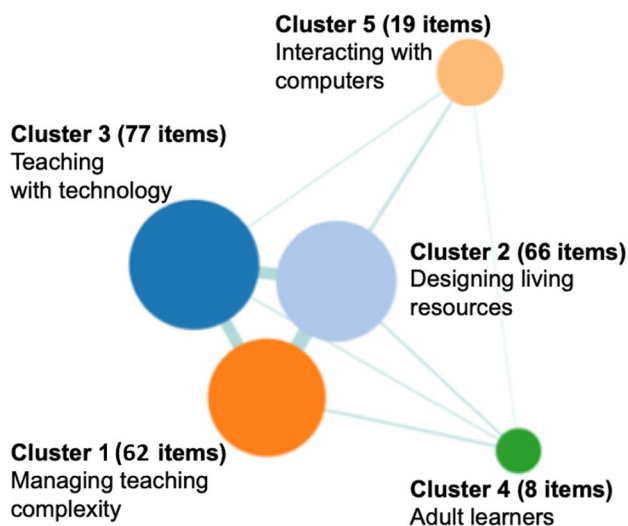 Cluster 5 (19 items)
Interacting with
computers
Cluster 3 (77 items)
Teaching
with technology
Cluster 2 (66 items)
Designing living
resources
Cluster 1 (62 items)
Managing teaching
complexity
Cluster 4 (8 items)
Adult learners